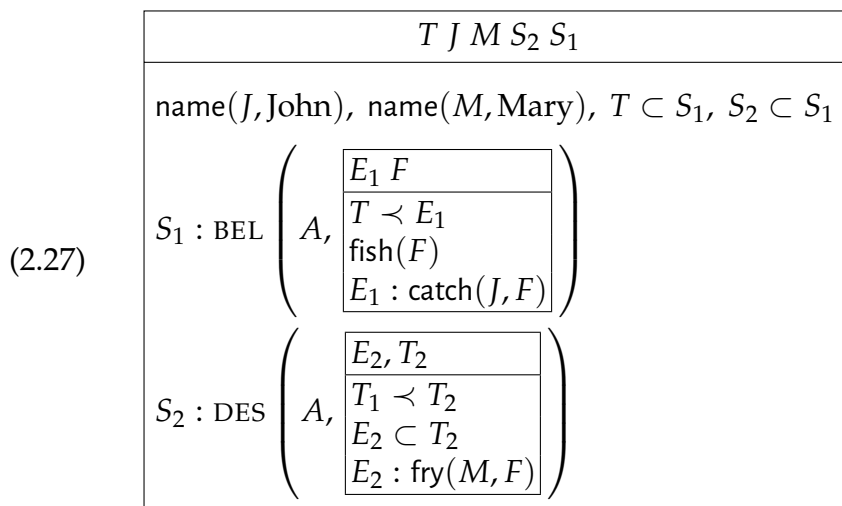 T J M S₂ S₁
name(J,John), name(M,Mary), T ⊂ S₁, S₂ ⊂ S₁
E₁ F
T ≺ E₁
(2.27) S₁ : BEL ( A, fish(F) )
E₁ : catch(J, F)
E₂, T₂
T₁ ≺ T₂
S₂ : DES ( A, E₂ ⊂ T₂ )
E₂ : fry(M, F)